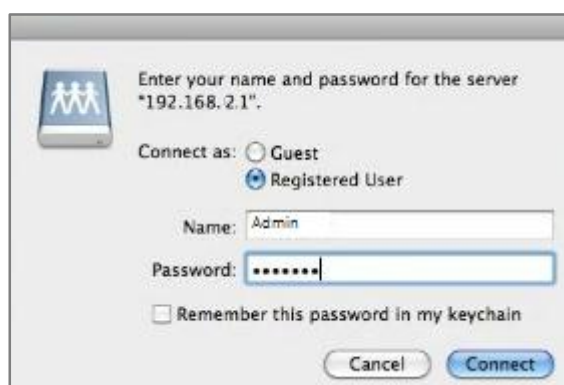 Enter your name and password for the server
"192.168.2.1".
Connect as: Guest
Registered User
Name: Admin
Password: •••••••
Remember this password in my keychain
Cancel Connect